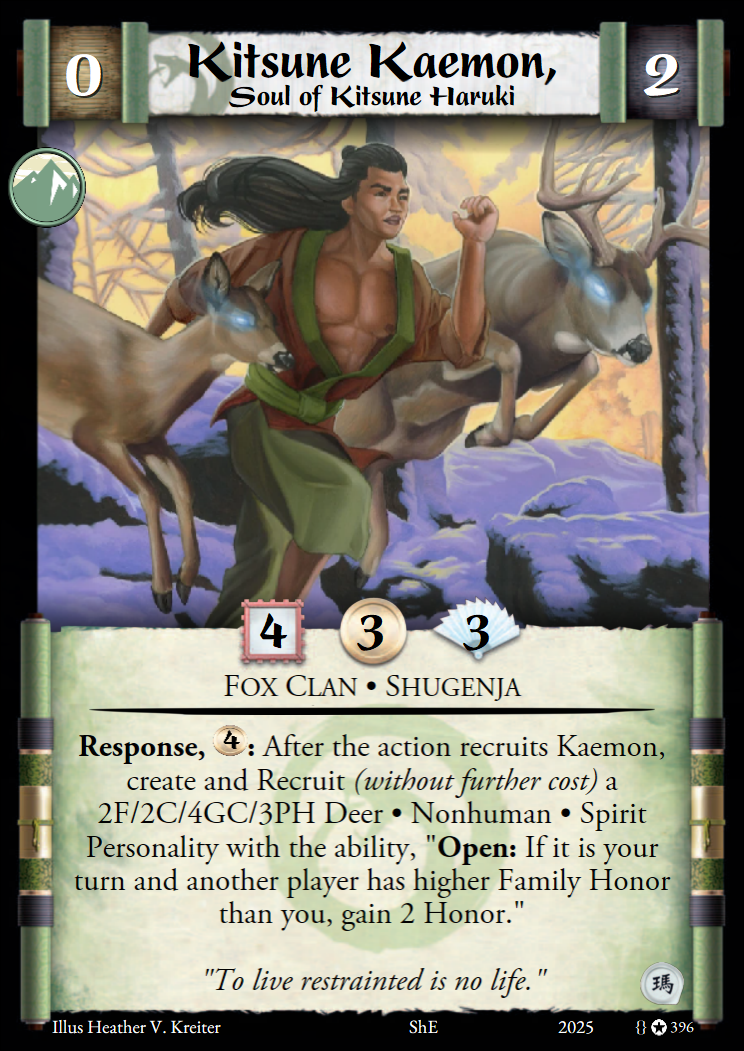 0
Kitsune Kaemon,
2
Soul of Kitsune Haruki
4
3
3
Fox Clan • Shugenja
Response, 4: After the action recruits Kaemon,
create and Recruit (without further cost) a
2F/2C/4GC/3PH Deer • Nonhuman • Spirit
Personality with the ability, "Open: If it is your
turn and another player has higher Family Honor
than you, gain 2 Honor."
"To live restrainted is no life."
瑪
Illus Heather V. Kreiter
ShE
2025
{} 396